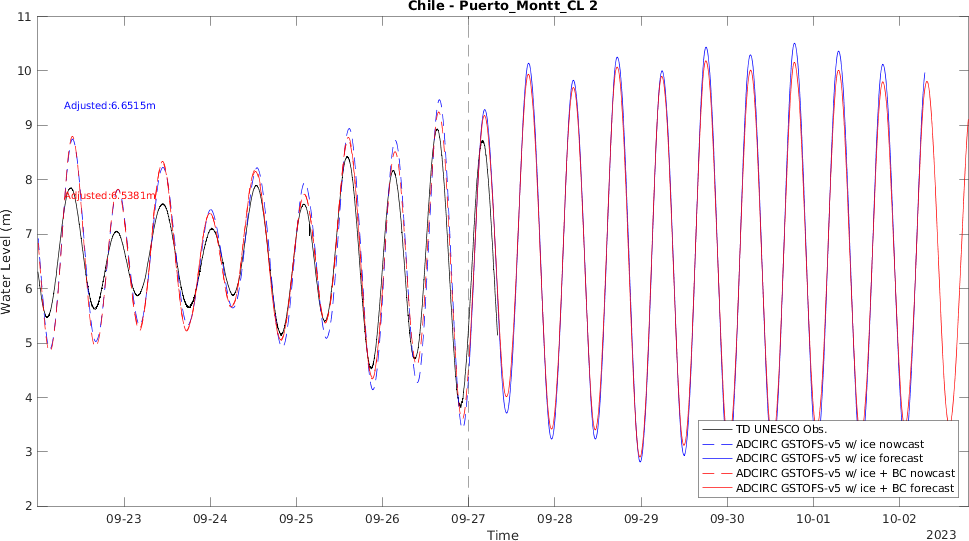 Chile - Puerto_Montt_CL 2
11
10
9
8
7
6
5
4
3
2
Water Level (m)
Adjusted:6.6515m
Adjusted:6.5381m
TD UNESCO Obs.
ADCIRC GSTOFS-v5 w/ ice nowcast
ADCIRC GSTOFS-v5 w/ ice forecast
ADCIRC GSTOFS-v5 w/ ice + BC nowcast
ADCIRC GSTOFS-v5 w/ ice + BC forecast
09-23 09-24 09-25 09-26 09-27 09-28 09-29 09-30 10-01 10-02
Time
2023